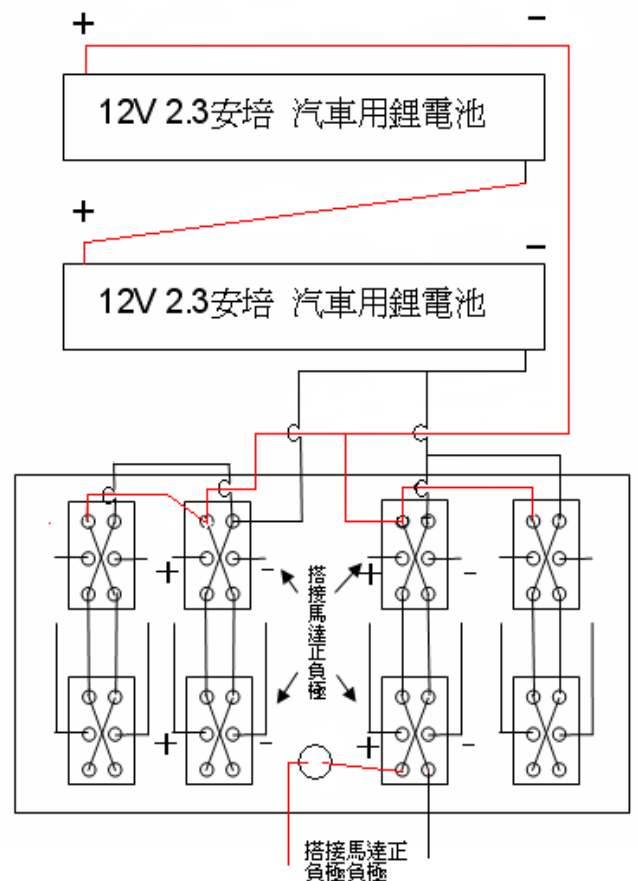 + −
12V 2.3安培 汽車用鋰電池
+ −
12V 2.3安培 汽車用鋰電池
+ − + −
搭接馬達正負極
+ − + −
搭接馬達正
負極負極